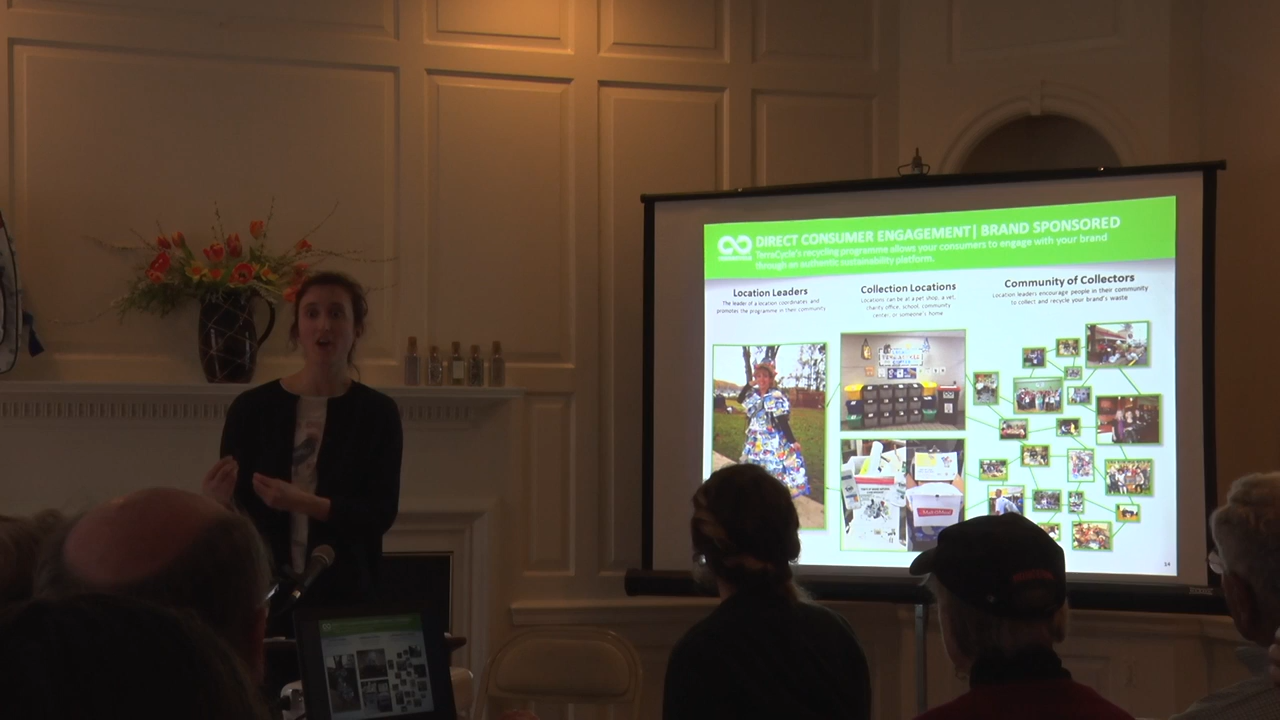 DIRECT CONSUMER ENGAGEMENT| BRAND SPONSORED
TerraCycle's recycling programme allows your consumers to engage with your brand
through an authentic sustainability platform.
Location Leaders
The leader of a location coordinates and
promotes the programme in their community
Collection Locations
Locations can be at a pet shop, a vet,
charity office, school, community
center, or someone's home
Community of Collectors
Location leaders encourage people in their community
to collect and recycle your brand's waste